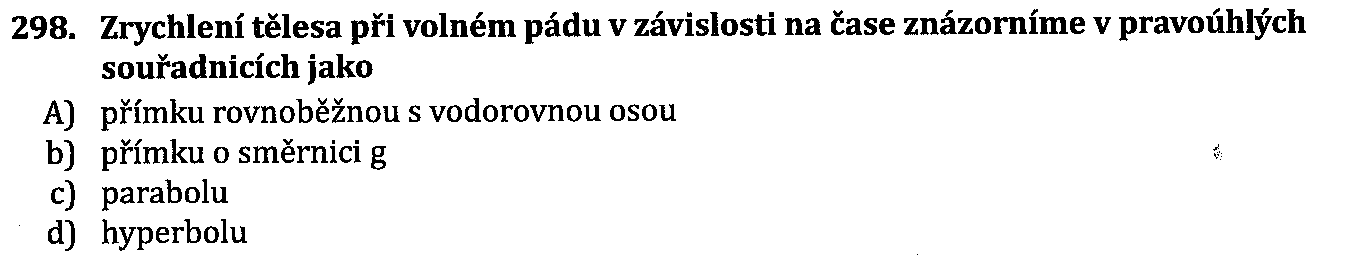 298. Zrychlení tělesa při volném pádu v závislosti na čase znázorníme v pravoúhlých
souřadnicích jako
A) přímku rovnoběžnou s vodorovnou osou
b) přímku o směrnici g
c) parabolu
d) hyperbolu